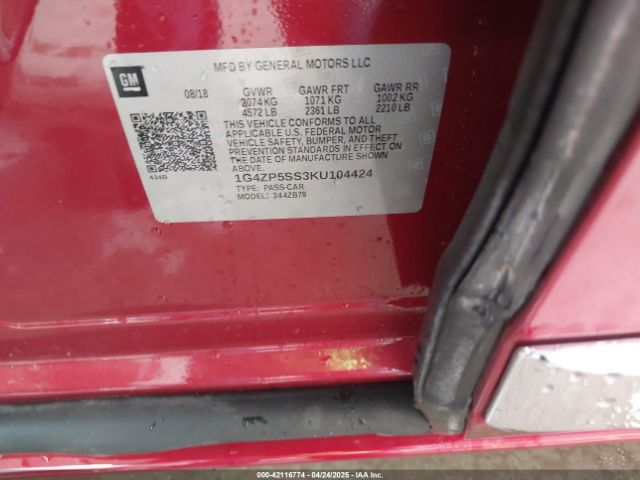 GM
MFD BY GENERAL MOTORS LLC
08/18 GVWR GAWR FRT GAWR RR
2074 KG 1071 KG 1002 KG
4572 LB 2361 LB 2210 LB
THIS VEHICLE CONFORMS TO ALL
APPLICABLE U.S. FEDERAL MOTOR
VEHICLE SAFETY, BUMPER, AND THEFT
PREVENTION STANDARDS IN EFFECT ON
THE DATE OF MANUFACTURE SHOWN
ABOVE.
434B 1G4ZP5SS3KU104424
TYPE: PASS CAR
MODEL: 344ZB79
000-42116774 - 04/24/2025 - IAAI, Inc. Copyright